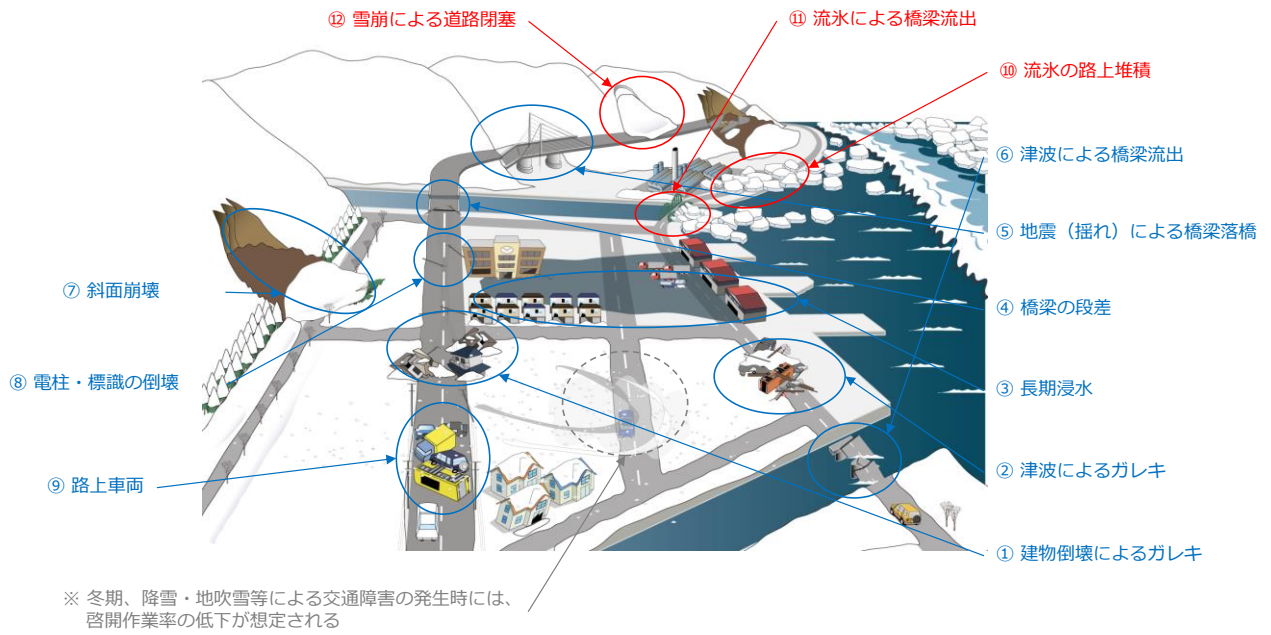 ⑫ 雪崩による道路閉塞
⑪ 流氷による橋梁流出
⑩ 流氷の路上堆積
⑥ 津波による橋梁流出
⑤ 地震（揺れ）による橋梁落橋
⑦ 斜面崩壊
④ 橋梁の段差
⑧ 電柱・標識の倒壊
③ 長期浸水
② 津波によるガレキ
⑨ 路上車両
① 建物倒壊によるガレキ
※ 冬期、降雪・地吹雪等による交通障害の発生時には、
啓開作業率の低下が想定される